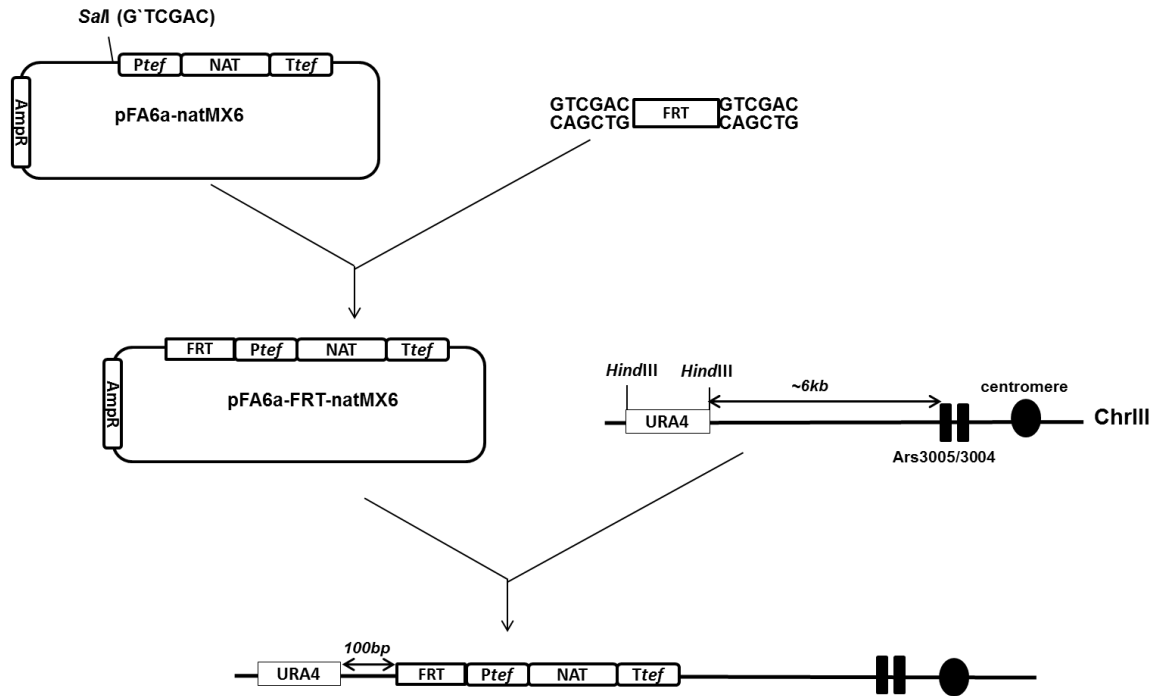 SalI (G`TCGAC)
Ptef NAT Ttef
AmpR
pFA6a-natMX6
GTCGAC FRT GTCGAC
CAGCTG CAGCTG
FRT Ptef NAT Ttef
AmpR
pFA6a-FRT-natMX6
HindIII HindIII
~6kb
centromere
URA4
ChrIII
Ars3005/3004
100bp
URA4 FRT Ptef NAT Ttef